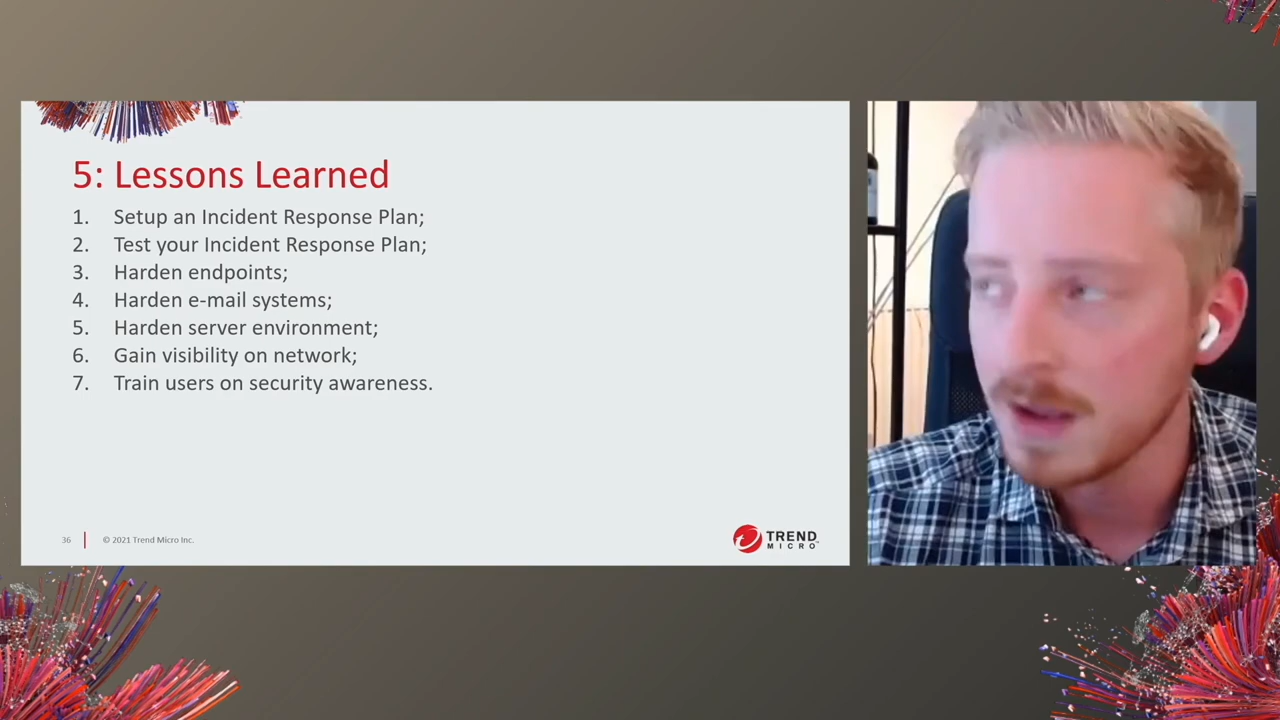 5: Lessons Learned
1. Setup an Incident Response Plan;
2. Test your Incident Response Plan;
3. Harden endpoints;
4. Harden e-mail systems;
5. Harden server environment;
6. Gain visibility on network;
7. Train users on security awareness.
36 © 2021 Trend Micro Inc.
TREND
MICRO